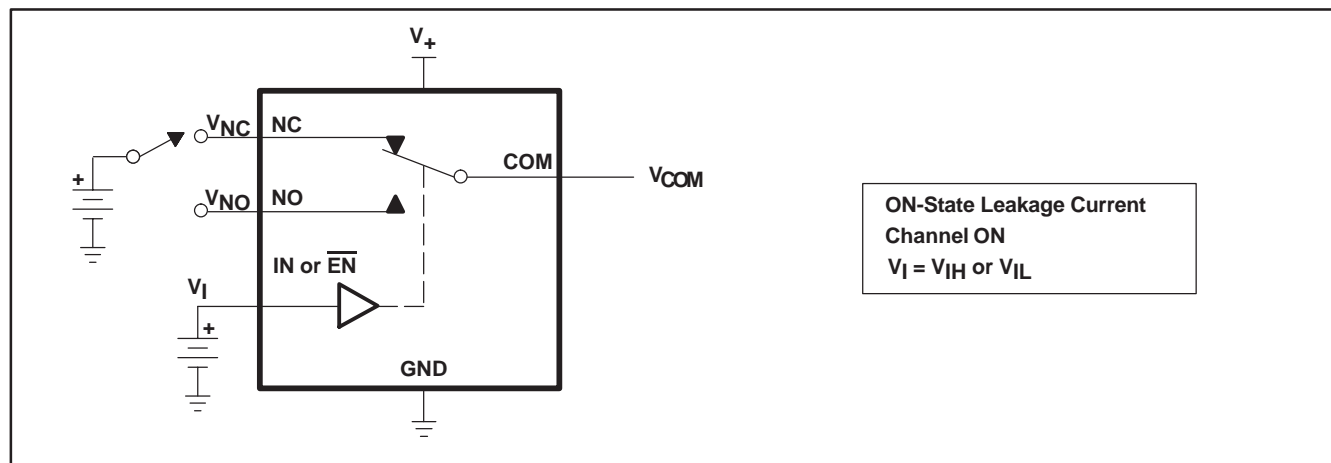 V+
VNC NC
COM
VCOM
+
VNO NO
IN or E̅N̅
VI
+
GND
ON-State Leakage Current
Channel ON
VI = VIH or VIL